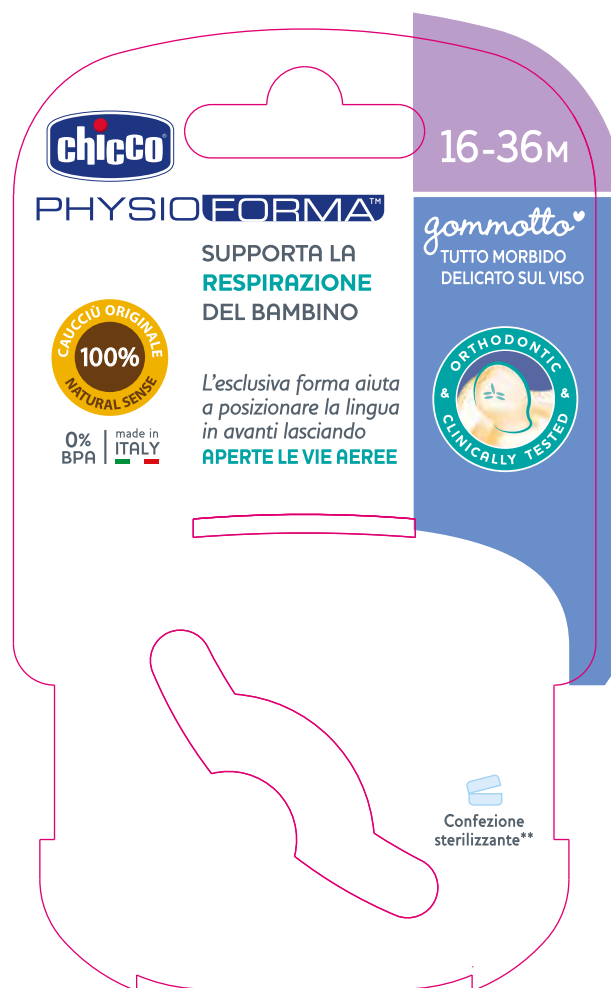 chicco
16-36M
PHYSIOFORMA™
gommotto
TUTTO MORBIDO
DELICATO SUL VISO
SUPPORTA LA
RESPIRAZIONE
DEL BAMBINO
CAUCCIÙ ORIGINALE
100%
NATURAL SENSE
ORTHODONTIC
& CLINICALLY TESTED &
L'esclusiva forma aiuta
a posizionare la lingua
in avanti lasciando
APERTE LE VIE AEREE
0%
BPA
made in
ITALY
Confezione
sterilizzante**